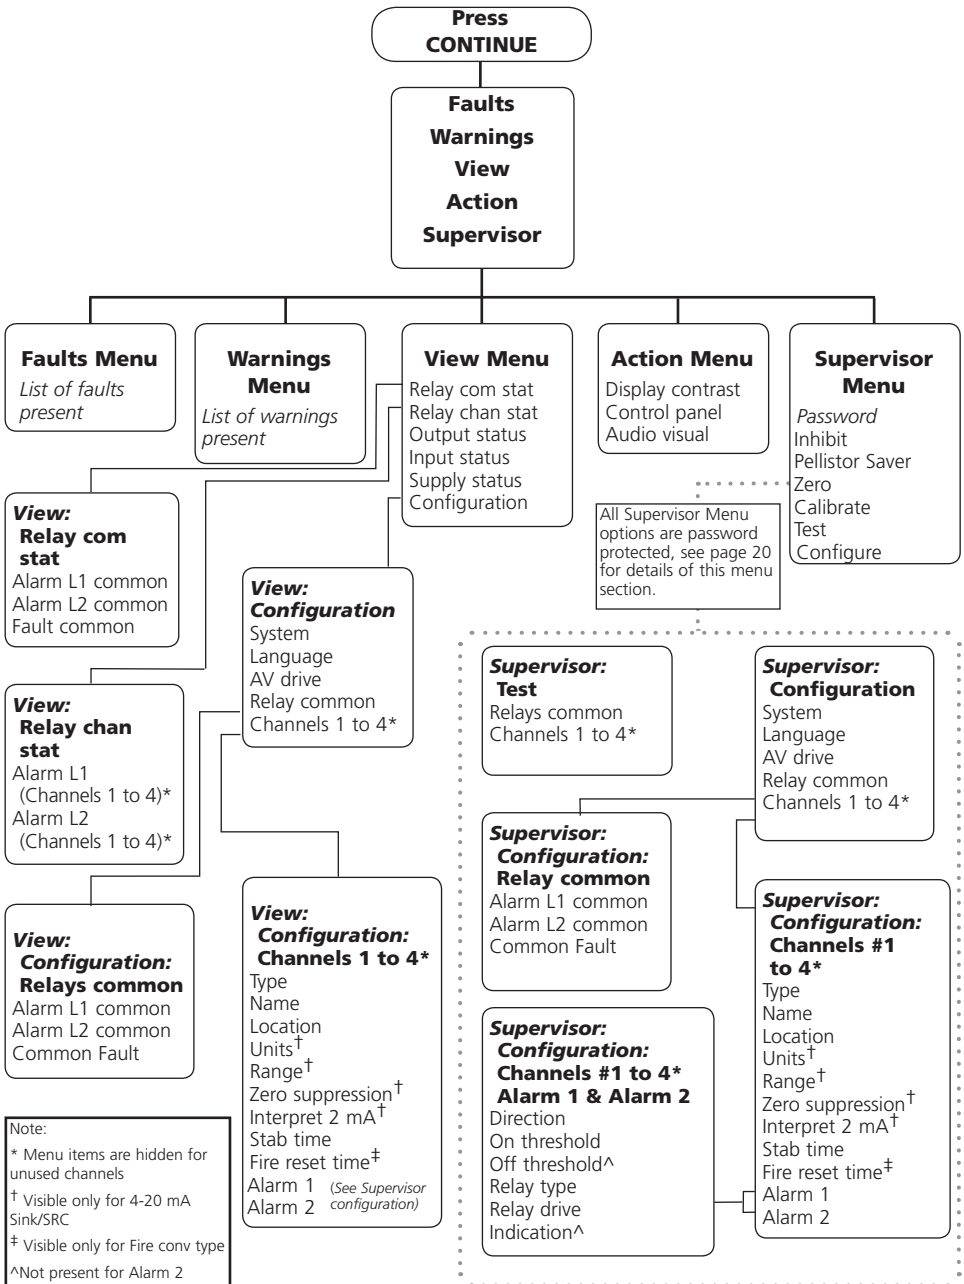 Press
CONTINUE
Faults
Warnings
View
Action
Supervisor
Faults Menu
List of faults
present
Warnings
Menu
List of warnings
present
View Menu
Relay com stat
Relay chan stat
Output status
Input status
Supply status
Configuration
Action Menu
Display contrast
Control panel
Audio visual
Supervisor
Menu
Password
Inhibit
Pellistor Saver
Zero
Calibrate
Test
Configure
All Supervisor Menu
options are password
protected, see page 20
for details of this menu
section.
View:
Relay com
stat
Alarm L1 common
Alarm L2 common
Fault common
View:
Configuration
System
Language
AV drive
Relay common
Channels 1 to 4*
View:
Relay chan
stat
Alarm L1
(Channels 1 to 4)*
Alarm L2
(Channels 1 to 4)*
View:
Configuration:
Relays common
Alarm L1 common
Alarm L2 common
Common Fault
View:
Configuration:
Channels 1 to 4*
Type
Name
Location
Units†
Range†
Zero suppression†
Interpret 2 mA†
Stab time
Fire reset time‡
Alarm 1 (See Supervisor
Alarm 2 configuration)
Supervisor:
Test
Relays common
Channels 1 to 4*
Supervisor:
Configuration
System
Language
AV drive
Relay common
Channels 1 to 4*
Supervisor:
Configuration:
Relay common
Alarm L1 common
Alarm L2 common
Common Fault
Supervisor:
Configuration:
Channels #1
to 4*
Type
Name
Location
Units†
Range†
Zero suppression†
Interpret 2 mA†
Stab time
Fire reset time‡
Alarm 1
Alarm 2
Supervisor:
Configuration:
Channels #1 to 4*
Alarm 1 & Alarm 2
Direction
On threshold
Off threshold^
Relay type
Relay drive
Indication^
Note:
* Menu items are hidden for
unused channels
† Visible only for 4-20 mA
Sink/SRC
‡ Visible only for Fire conv type
^Not present for Alarm 2